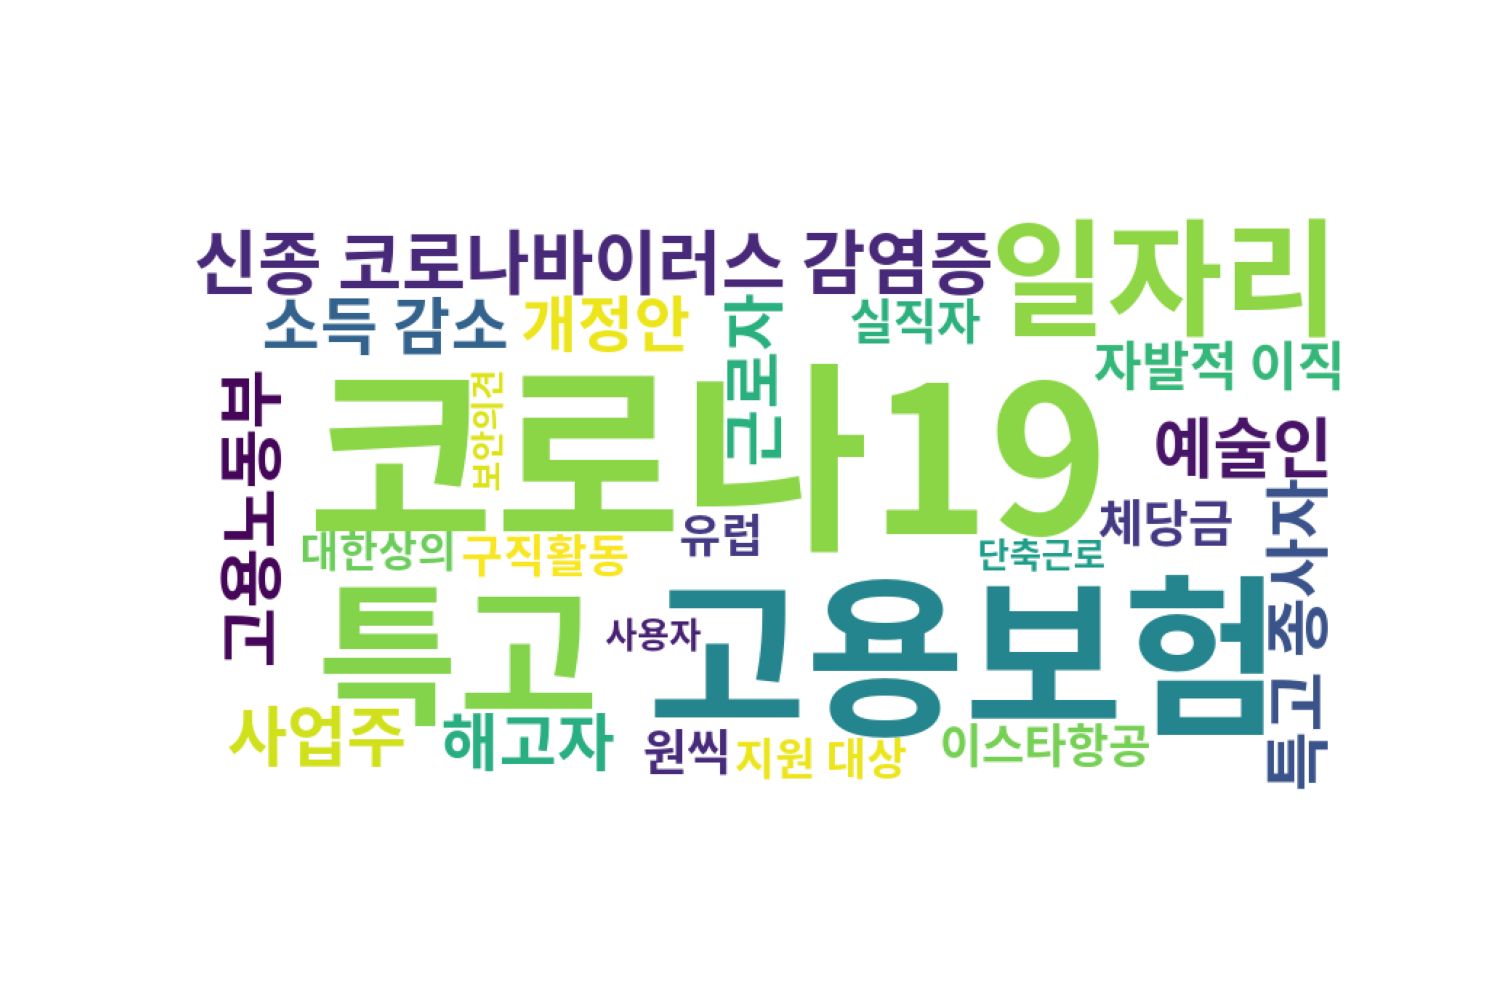 신종 코로나바이러스 감염증
일자리
소득 감소
개정안
근로자
실직자
자발적 이직
고용노동부
코로나19
보안의견
예술인
체당금
특고 종사자
대한상의
구직활동
유럽
단축근로
특고
사용자
고용보험
사업주
해고자
원씩
지원 대상
이스타항공